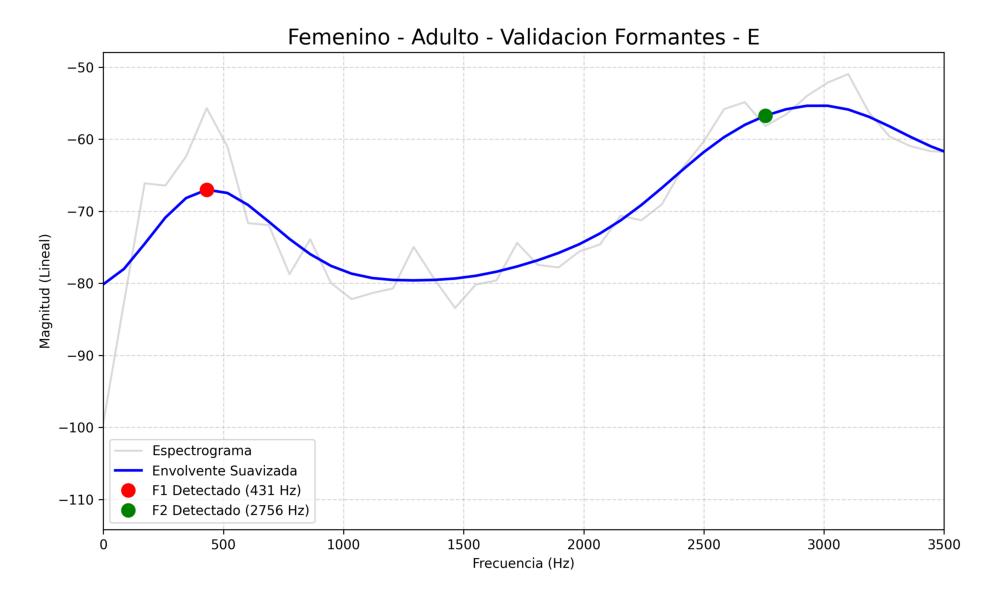 Femenino - Adulto - Validacion Formantes - E
Magnitud (Lineal)
−50
−60
−70
−80
−90
−100
−110
Espectrograma
Envolvente Suavizada
F1 Detectado (431 Hz)
F2 Detectado (2756 Hz)
0 500 1000 1500 2000 2500 3000 3500
Frecuencia (Hz)